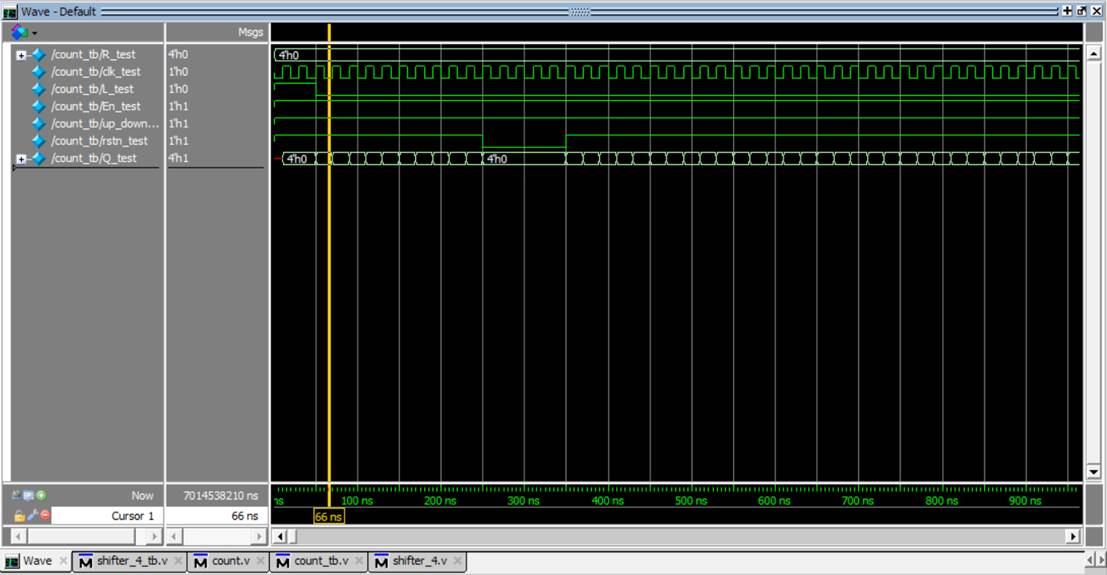 Wave - Default
Msgs
/count_tb/R_test 4'h0 4'h0
/count_tb/clk_test 1'h0
/count_tb/L_test 1'h0
/count_tb/En_test 1'h1
/count_tb/up_down... 1'h1
/count_tb/rstn_test 1'h1
/count_tb/Q_test 4'h1 4'h0 4'h0
Now 7014538210 ns ns 100 ns 200 ns 300 ns 400 ns 500 ns 600 ns 700 ns 800 ns 900 ns
Cursor 1 66 ns 66 ns
Wave shifter_4_tb.v count.v count_tb.v shifter_4.v